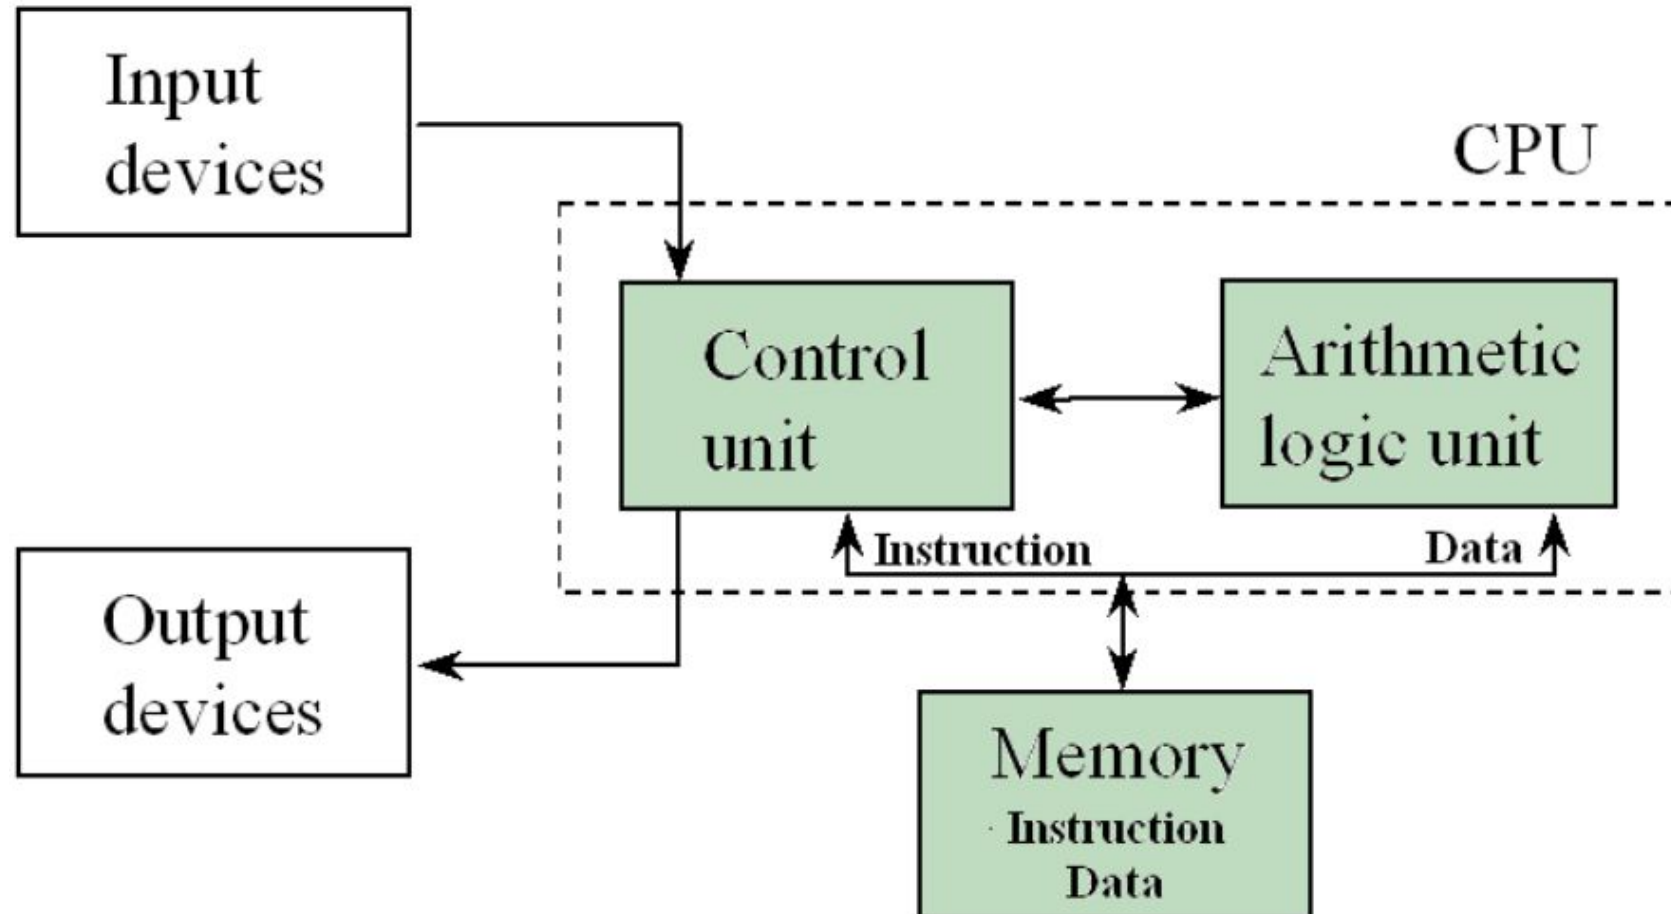 Input
devices
CPU
Control
unit
Arithmetic
logic unit
Instruction
Data
Output
devices
Memory
Instruction
Data